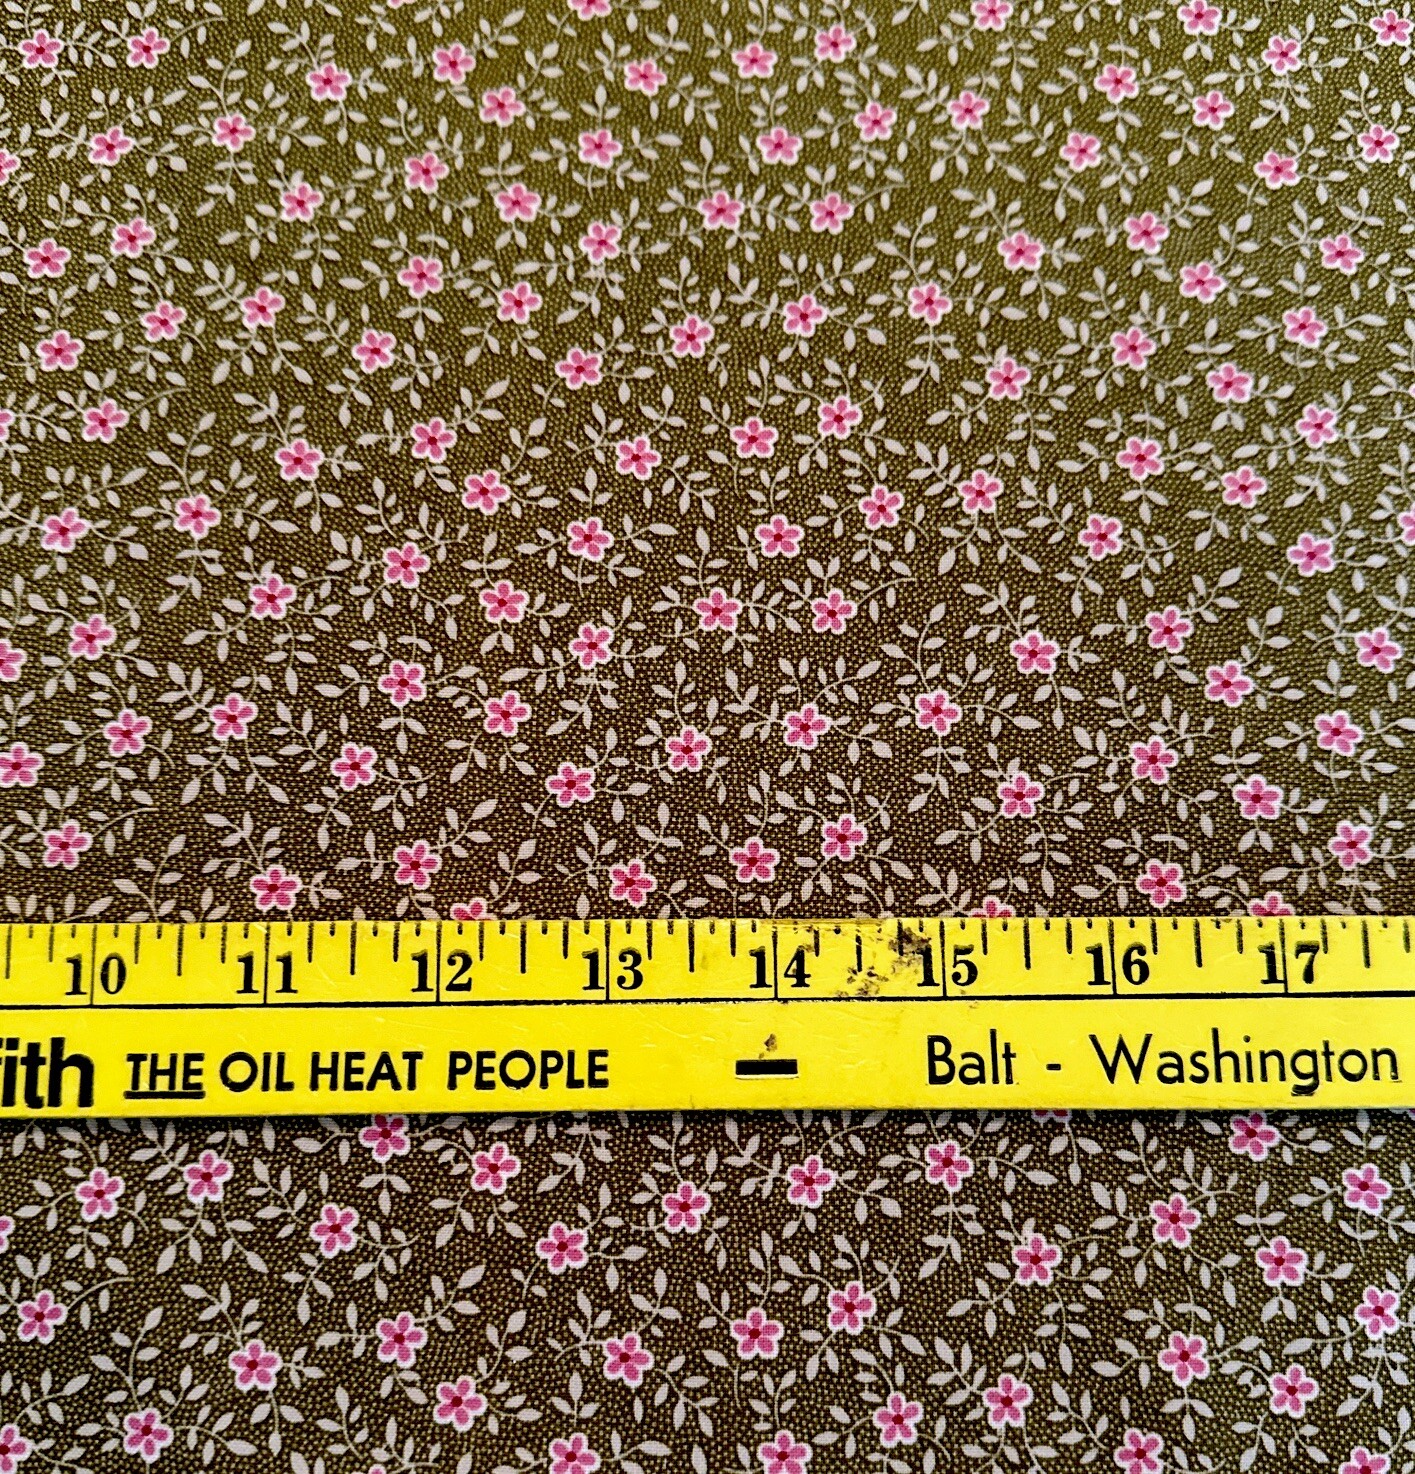 10 11 12 13 14 15 16 17
ith THE OIL HEAT PEOPLE - Balt - Washington